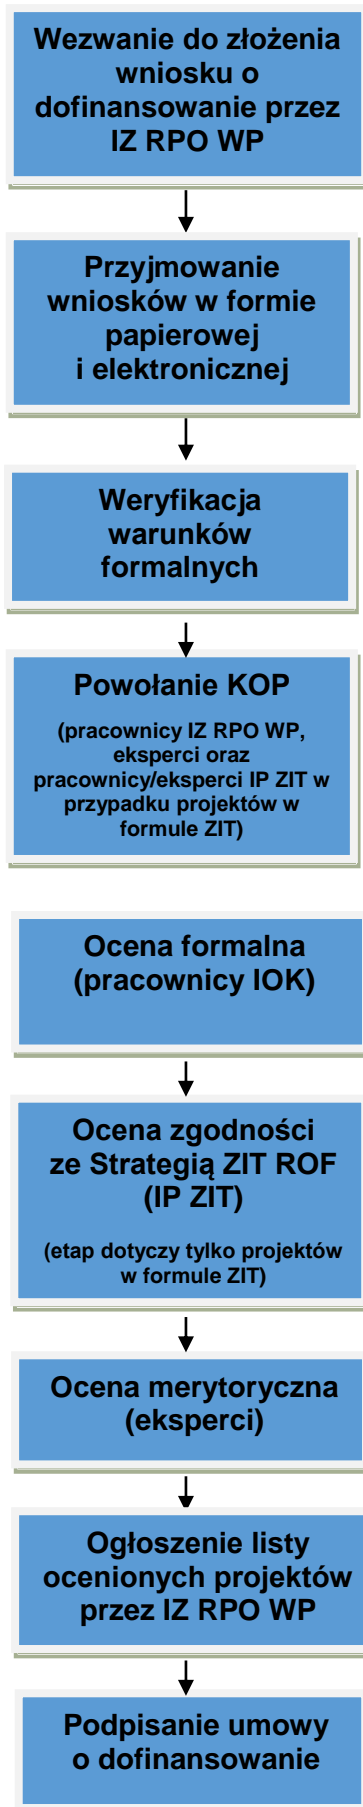 Wezwanie do złożenia
wniosku o
dofinansowanie przez
IZ RPO WP
Przyjmowanie
wniosków w formie
papierowej
i elektronicznej
Weryfikacja
warunków
formalnych
Powołanie KOP
(pracownicy IZ RPO WP,
eksperci oraz
pracownicy/eksperci IP ZIT w
przypadku projektów w
formule ZIT)
Ocena formalna
(pracownicy IOK)
Ocena zgodności
ze Strategią ZIT ROF
(IP ZIT)
(etap dotyczy tylko projektów
w formule ZIT)
Ocena merytoryczna
(eksperci)
Ogłoszenie listy
ocenionych projektów
przez IZ RPO WP
Podpisanie umowy
o dofinansowanie